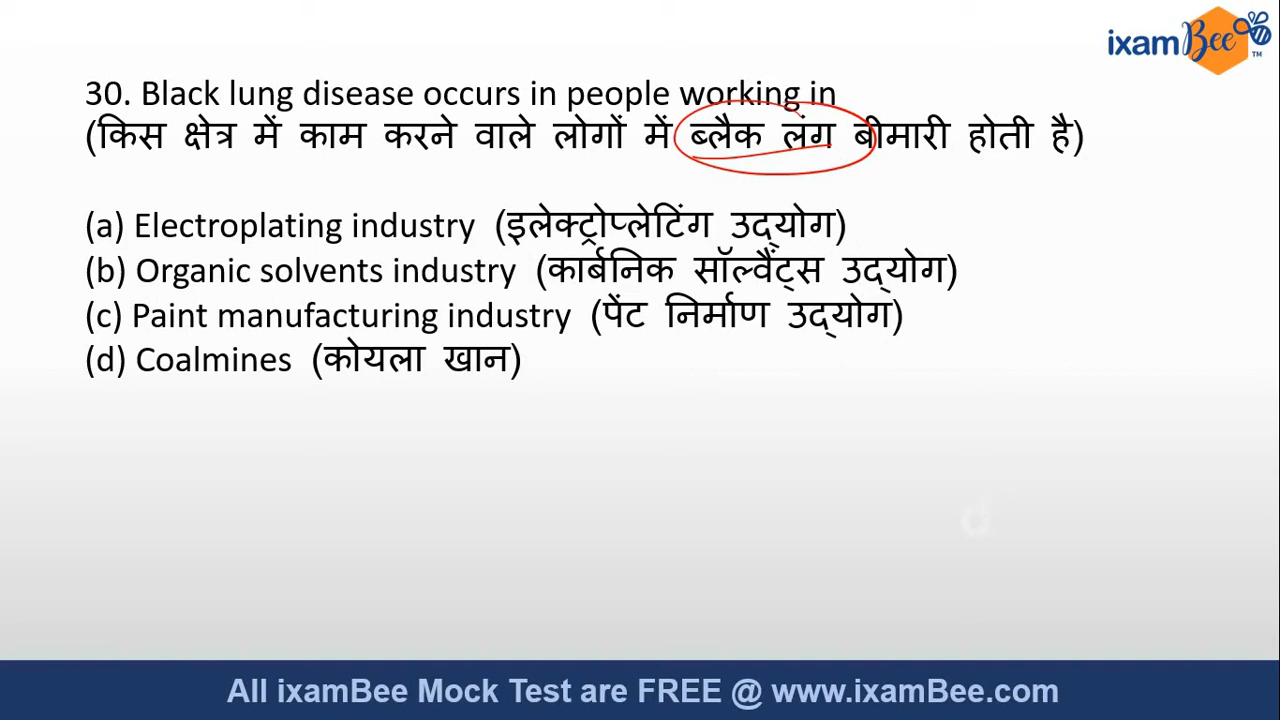 ixamBee™
30. Black lung disease occurs in people working in
(किस क्षेत्र में काम करने वाले लोगों में ब्लैक लंग बीमारी होती है)
(a) Electroplating industry (इलेक्ट्रोप्लेटिंग उद्योग)
(b) Organic solvents industry (कार्बनिक सॉल्वैंट्स उद्योग)
(c) Paint manufacturing industry (पेंट निर्माण उद्योग)
(d) Coalmines (कोयला खान)
d
All ixamBee Mock Test are FREE @ www.ixamBee.com